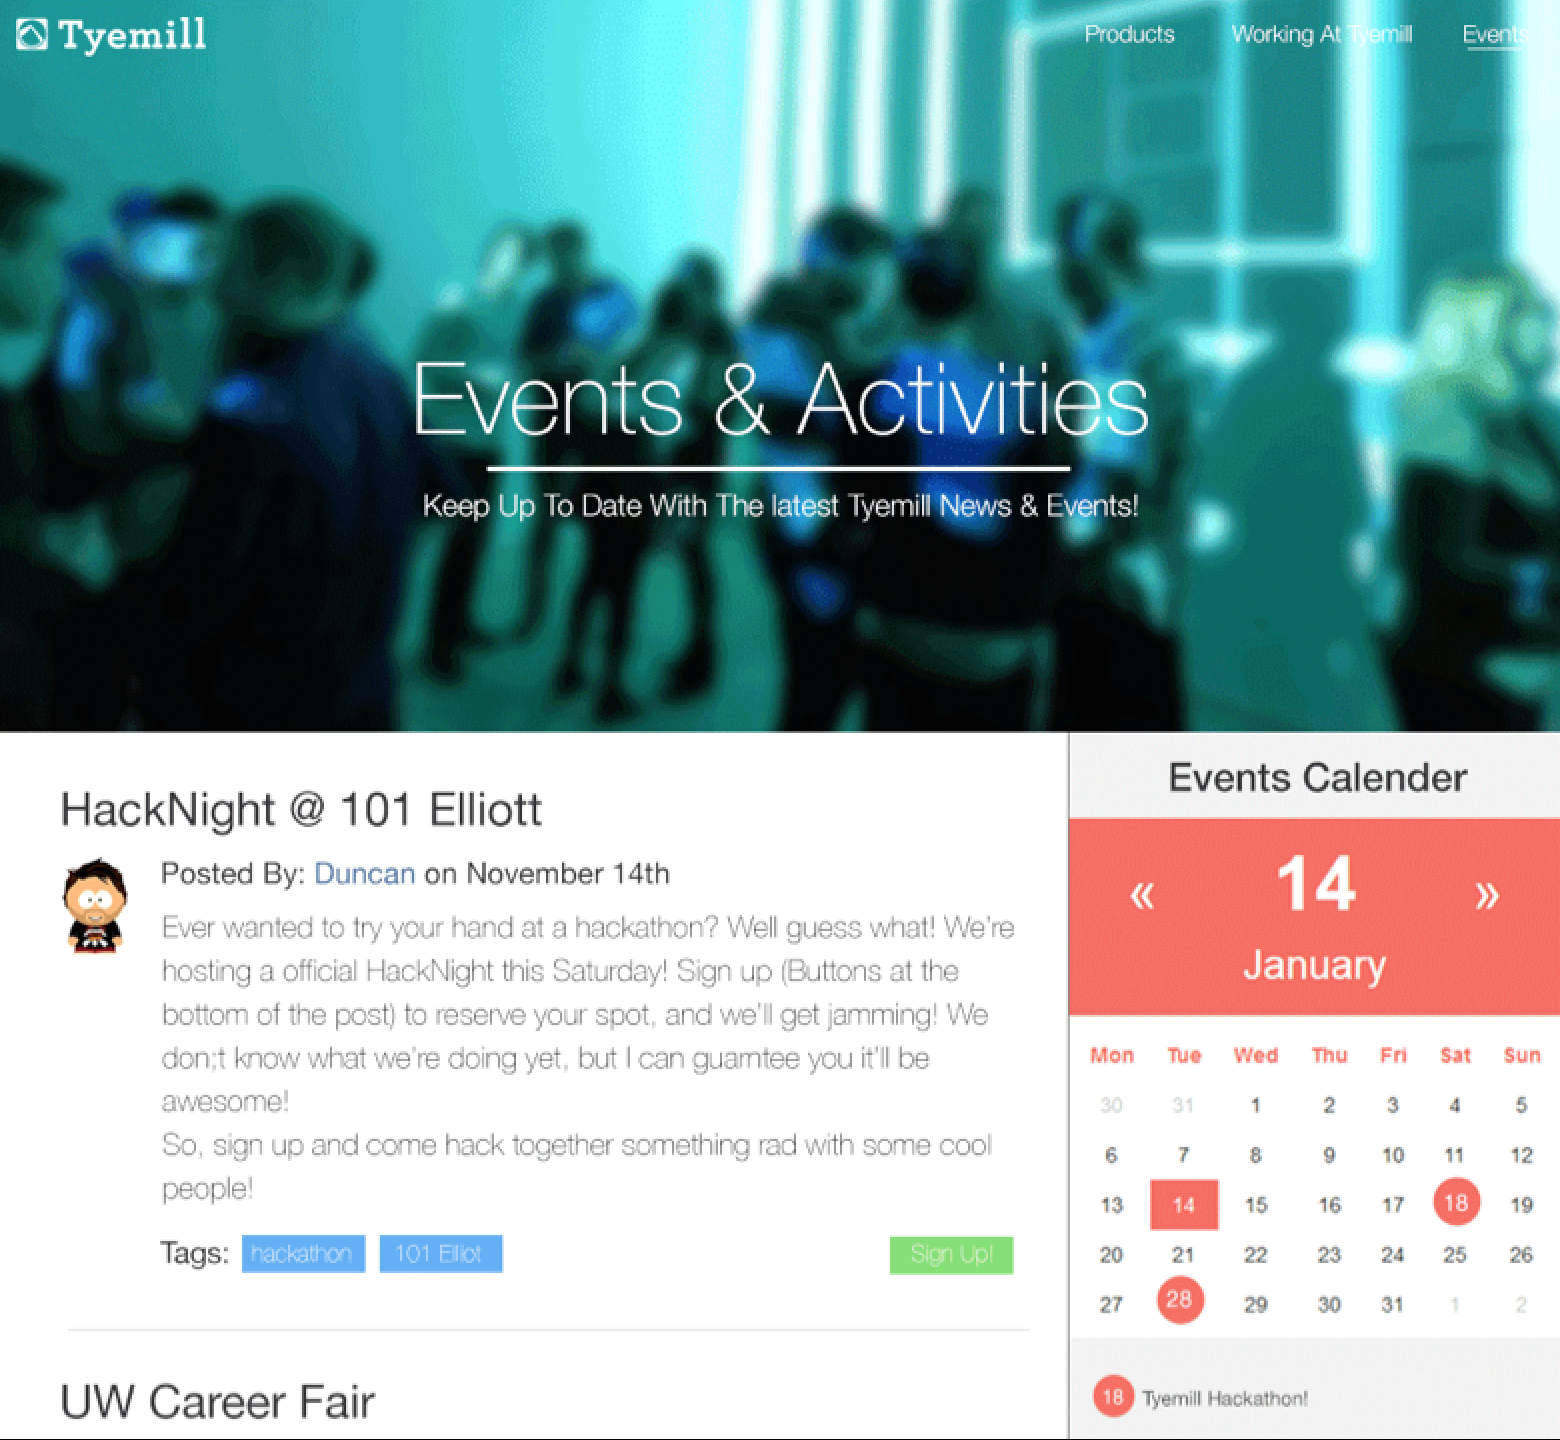 Tyemill
Products Working At Tyemill Events
Events & Activities
Keep Up To Date With The latest Tyemill News & Events!
HackNight @ 101 Elliott
Posted By: Duncan on November 14th
Ever wanted to try your hand at a hackathon? Well guess what! We're
hosting a official HackNight this Saturday! Sign up (Buttons at the
bottom of the post) to reserve your spot, and we'll get jamming! We
don;t know what we're doing yet, but I can guarntee you it'll be
awesome!
So, sign up and come hack together something rad with some cool
people!
Tags: hackathon 101 Elliot Sign Up!
UW Career Fair
Events Calender
« 14 »
January
Mon Tue Wed Thu Fri Sat Sun
30 31 1 2 3 4 5
6 7 8 9 10 11 12
13 14 15 16 17 18 19
20 21 22 23 24 25 26
27 28 29 30 31 1 2
18 Tyemill Hackathon!